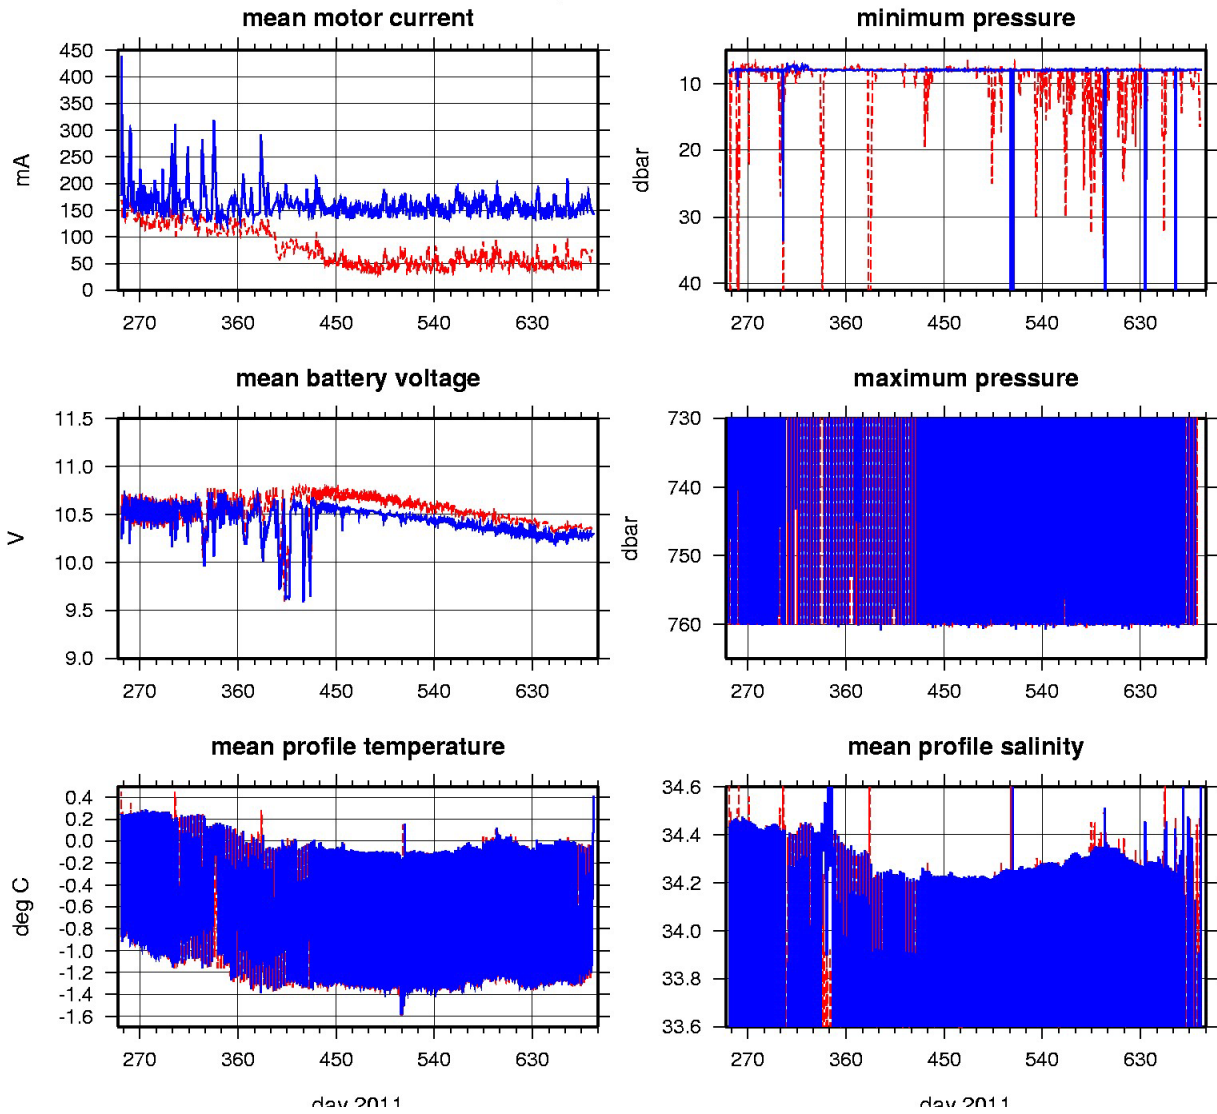 mean motor current
450
400
350
300
250
200
150
100
50
0
mA
270 360 450 540 630
minimum pressure
10
20
30
40
dbar
270 360 450 540 630
mean battery voltage
11.5
11.0
10.5
10.0
9.5
9.0
V
270 360 450 540 630
maximum pressure
730
740
750
760
dbar
270 360 450 540 630
mean profile temperature
0.4
0.2
0.0
-0.2
-0.4
-0.6
-0.8
-1.0
-1.2
-1.4
-1.6
deg C
270 360 450 540 630
day 2011
mean profile salinity
34.6
34.4
34.2
34.0
33.8
33.6
270 360 450 540 630
day 2011